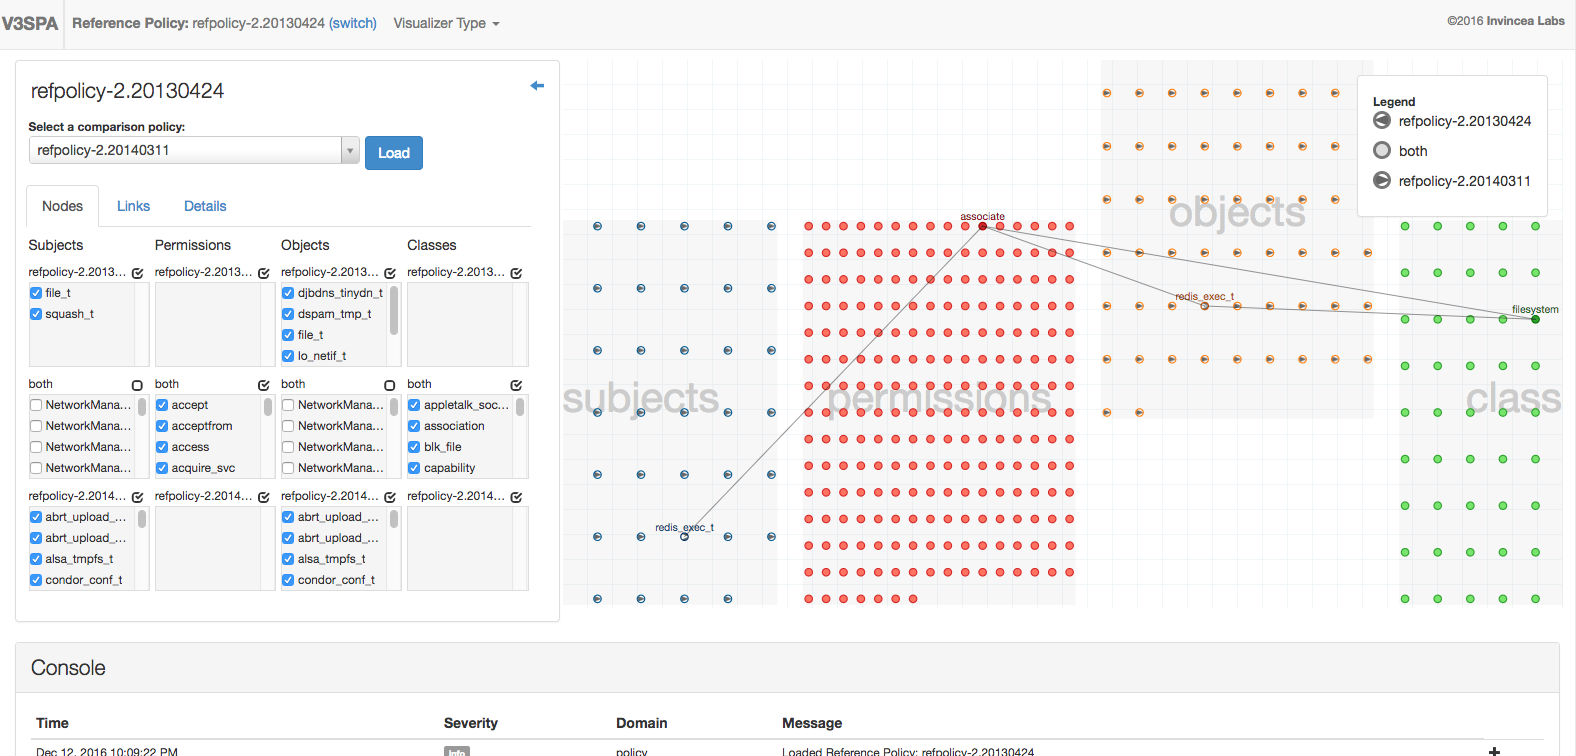 V3SPA Reference Policy: refpolicy-2.20130424 (switch) Visualizer Type ©2016 Invincea Labs
refpolicy-2.20130424
Select a comparison policy:
refpolicy-2.20140311 Load
Nodes Links Details
Subjects Permissions Objects Classes
refpolicy-2.2013... refpolicy-2.2013... refpolicy-2.2013... refpolicy-2.2013...
file_t djbdns_tinydn_t
squash_t dspam_tmp_t
file_t
lo_netif_t
both both both both
NetworkMana... accept NetworkMana... appletalk_soc...
NetworkMana... acceptfrom NetworkMana... association
NetworkMana... access NetworkMana... blk_file
NetworkMana... acquire_svc NetworkMana... capability
refpolicy-2.2014... refpolicy-2.2014... refpolicy-2.2014... refpolicy-2.2014...
abrt_upload_... abrt_upload_...
abrt_upload_... abrt_upload_...
alsa_tmpfs_t alsa_tmpfs_t
condor_conf_t condor_conf_t
Legend
refpolicy-2.20130424
both
refpolicy-2.20140311
objects
associate
redis_exec_t
filesystem
subjects permissions class
redis_exec_t
Console
Time Severity Domain Message
Dec 12, 2016 10:09:22 PM Info policy Loaded Reference Policy: refpolicy-2.20130424